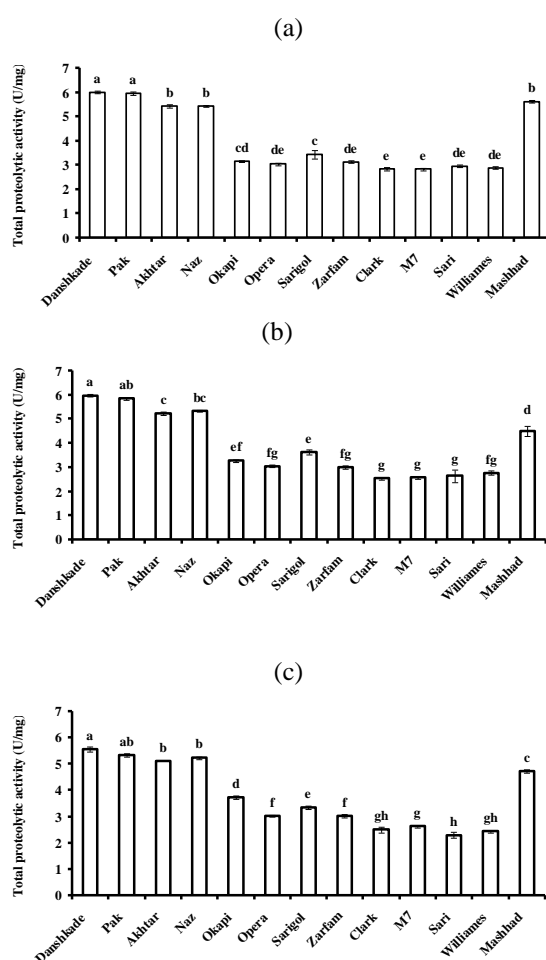 (a)
Total proteolytic activity (U/mg)
7
6
5
4
3
2
1
0
a a b b cd de c de e e de de b
Danshkade Pak Akhtar Naz Okapi Opera Sarigol Zarfam Clark M7 Sari Williames Mashhad
(b)
Total proteolytic activity (U/mg)
7
6
5
4
3
2
1
0
a ab c bc ef fg e fg g g g fg d
Danshkade Pak Akhtar Naz Okapi Opera Sarigol Zarfam Clark M7 Sari Williames Mashhad
(c)
Total proteolytic activity (U/mg)
7
6
5
4
3
2
1
0
a ab b b d f e f gh g h gh c
Danshkade Pak Akhtar Naz Okapi Opera Sarigol Zarfam Clark M7 Sari Williames Mashhad